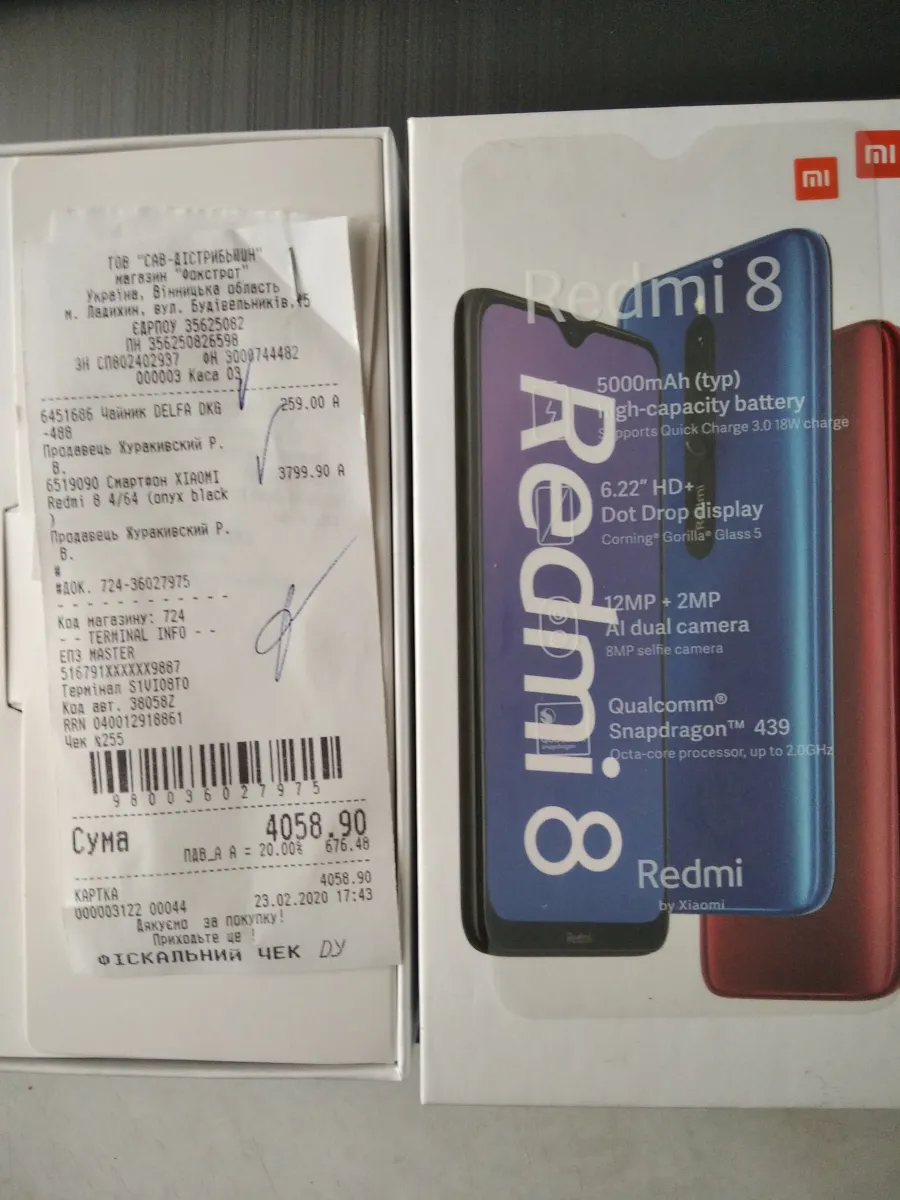 ТОВ "САВ-ДІСТРИБЬЮШН"
магазин "Фокстрот"
Україна, Вінницька область
м. Ладижин, вул. Будівельників,15
ЄДРПОУ 35625082
ПН 356250826598
ЗН СП802402937 ФН 3000744482
000003 Каса 03
6451686 Чайник DELFA DKG 259.00 А
-488
Продавець Журакивский Р.
В.
6519090 Смартфон XIAOMI 3799.90 А
Redmi 8 4/64 (onyx black
)
Продавець Журакивский Р.
В.
#
#ДОК. 724-36027975
Код магазину: 724
- - TERMINAL INFO - -
ЕПЗ MASTER
516791XXXXXX9887
Термінал S1VI08TO
Код авт. 38058Z
RRN 040012918861
Чек №255
980036027975
Сума 4058.90
ПДВ_А А = 20.00% 676.48
КАРТКА 4058.90
000003122 00044 23.02.2020 17:43
Дякуємо за покупку!
Приходьте ще !
ФІСКАЛЬНИЙ ЧЕК
mi
mi
Redmi 8
5000mAh (typ)
High-capacity battery
Supports Quick Charge 3.0 18W charge
6.22" HD+
Dot Drop display
Corning® Gorilla® Glass 5
12MP + 2MP
AI dual camera
8MP selfie camera
Qualcomm®
Snapdragon™ 439
Octa-core processor, up to 2.0GHz
Redmi 8
Redmi
by Xiaomi
Redmi
Redmi